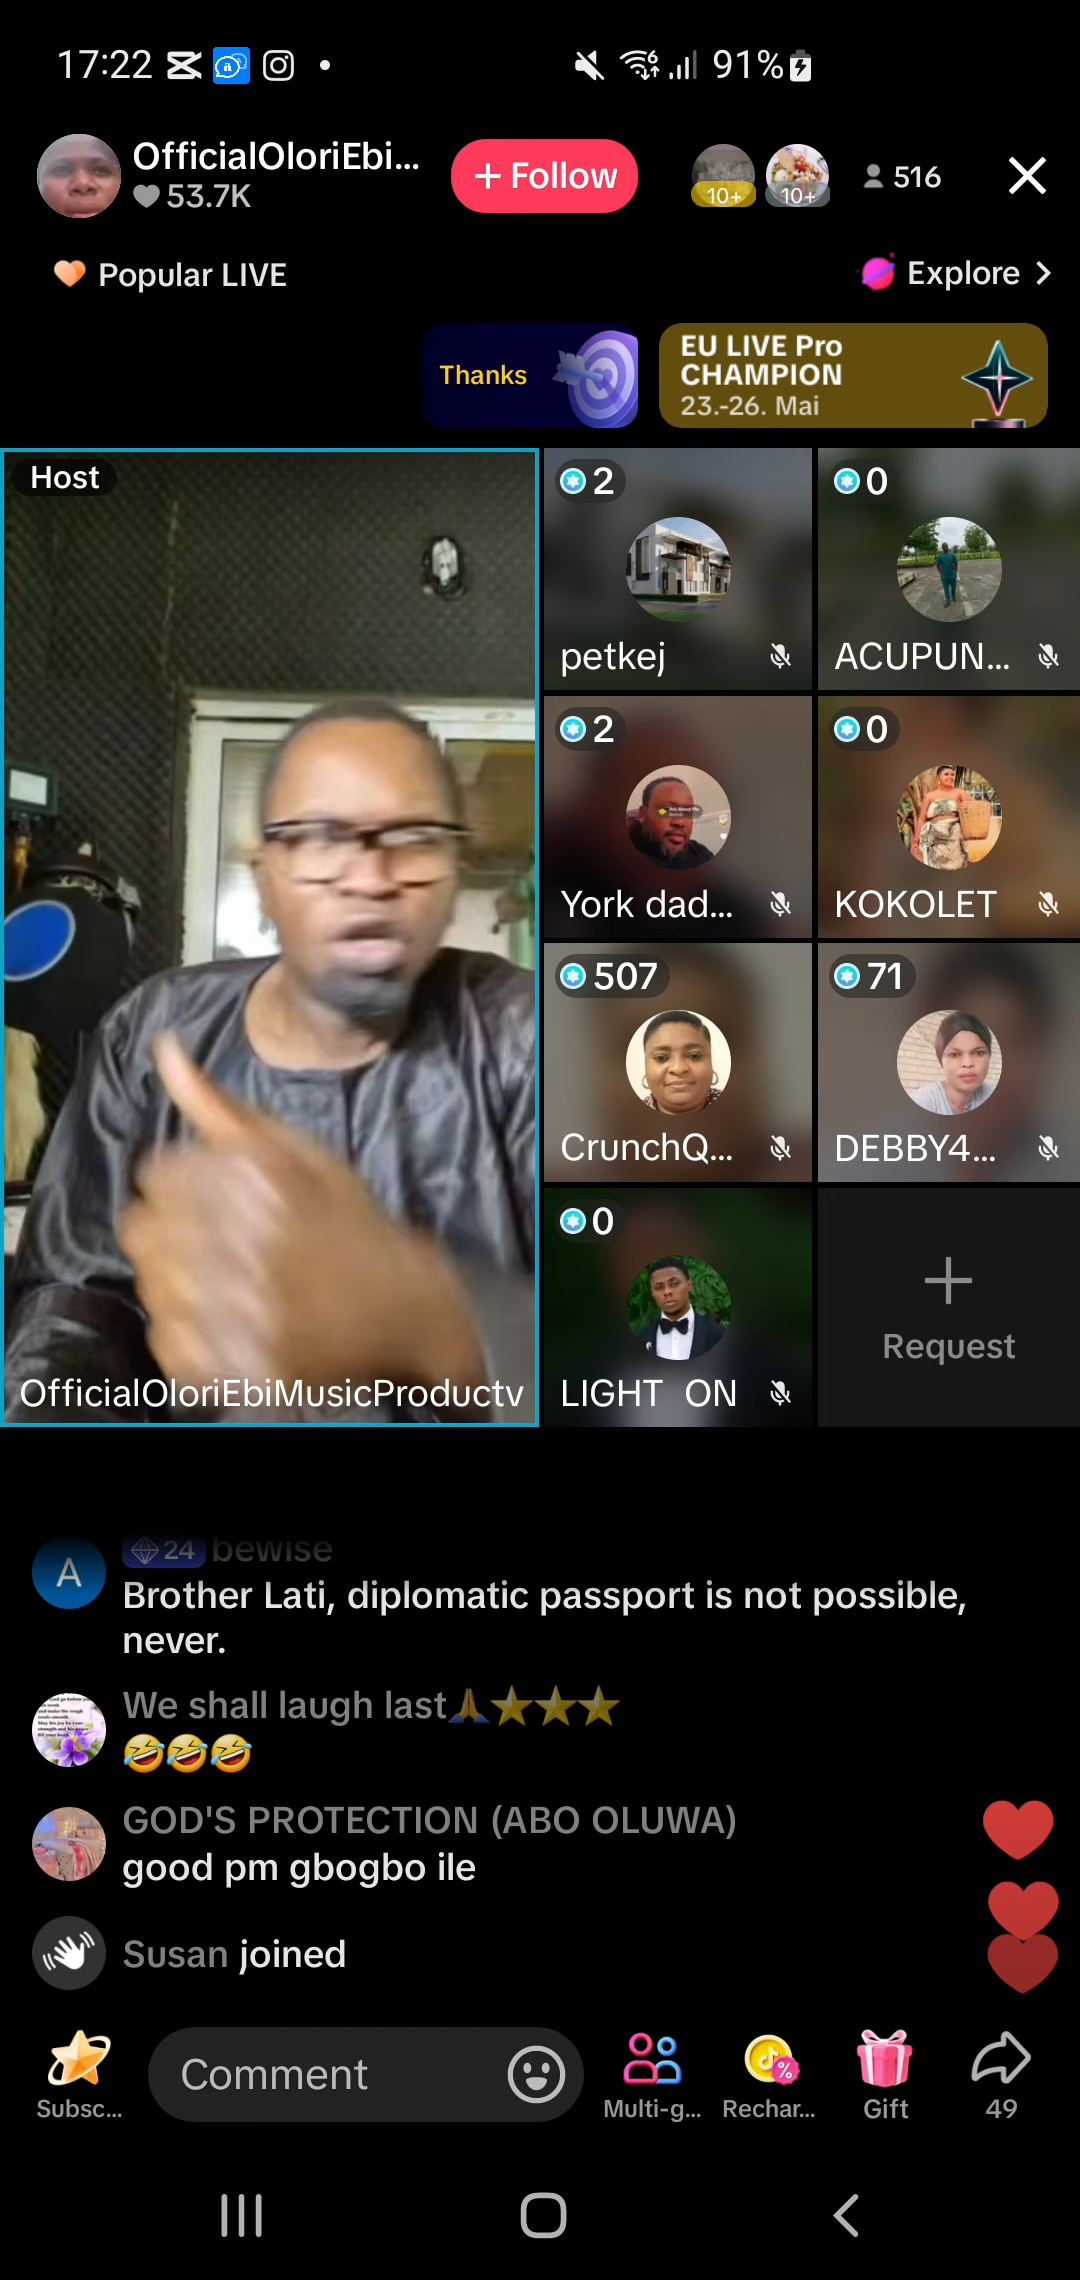 17:22
91%
OfficialOloriEbi...
53.7K
+ Follow
10+
10+
516
Popular LIVE
Explore
Thanks
EU LIVE Pro
CHAMPION
23.-26. Mai
Host
OfficialOloriEbiMusicProductv
2
petkej
0
ACUPUN...
2
York dad...
0
KOKOLET
507
CrunchQ...
71
DEBBY4...
0
LIGHT ON
Request
A
24 bewise
Brother Lati, diplomatic passport is not possible,
never.
We shall laugh last🙏⭐⭐⭐
🤣🤣🤣
GOD'S PROTECTION (ABO OLUWA)
good pm gbogbo ile
Susan joined
Subsc...
Comment
Multi-g...
Rechar...
Gift
49